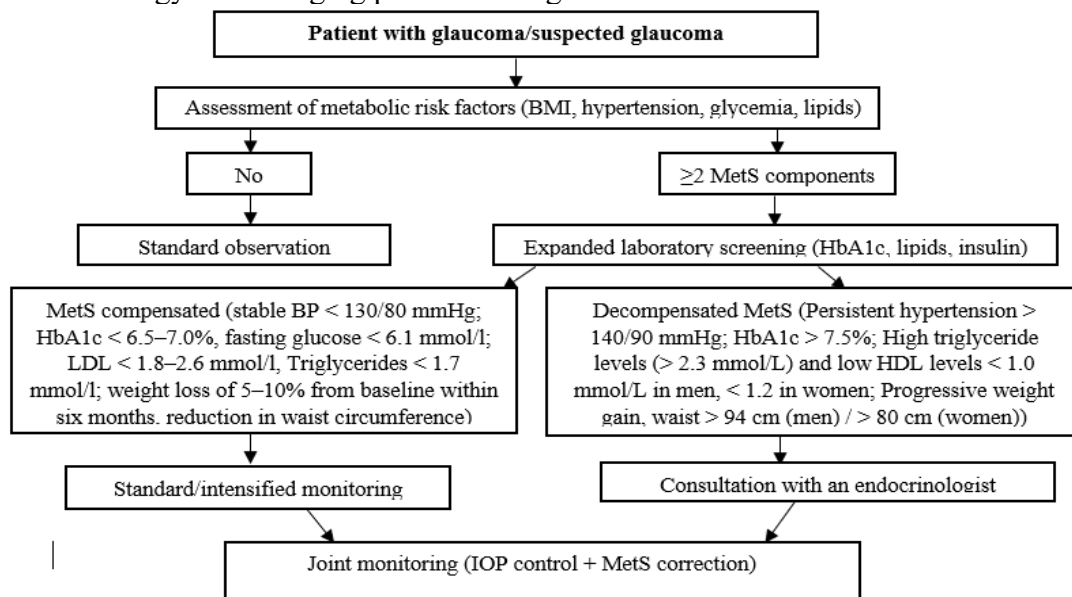 Patient with glaucoma/suspected glaucoma
Assessment of metabolic risk factors (BMI, hypertension, glycemia, lipids)
No
≥2 MetS components
Standard observation
Expanded laboratory screening (HbA1c, lipids, insulin)
MetS compensated (stable BP < 130/80 mmHg;
HbA1c < 6.5–7.0%, fasting glucose < 6.1 mmol/l;
LDL < 1.8–2.6 mmol/l, Triglycerides < 1.7
mmol/l; weight loss of 5–10% from baseline within
six months. reduction in waist circumference)
Decompensated MetS (Persistent hypertension >
140/90 mmHg; HbA1c > 7.5%; High triglyceride
levels (> 2.3 mmol/L) and low HDL levels < 1.0
mmol/L in men, < 1.2 in women; Progressive weight
gain, waist > 94 cm (men) / > 80 cm (women))
Standard/intensified monitoring
Consultation with an endocrinologist
Joint monitoring (IOP control + MetS correction)